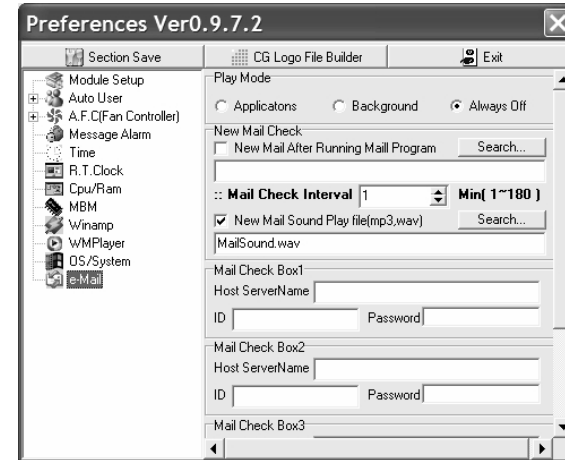 Preferences Ver0.9.7.2
Section Save
CG Logo File Builder
Exit
Module Setup
Auto User
A.F.C(Fan Controller)
Message Alarm
Time
R.T.Clock
Cpu/Ram
MBM
Winamp
WMPlayer
OS/System
e-Mail
Play Mode
Applicatons Background Always Off
New Mail Check
New Mail After Running Maill Program Search...
:: Mail Check Interval 1 Min( 1~180 )
New Mail Sound Play file(mp3,wav) Search...
MailSound.wav
Mail Check Box1
Host ServerName
ID Password
Mail Check Box2
Host ServerName
ID Password
Mail Check Box3